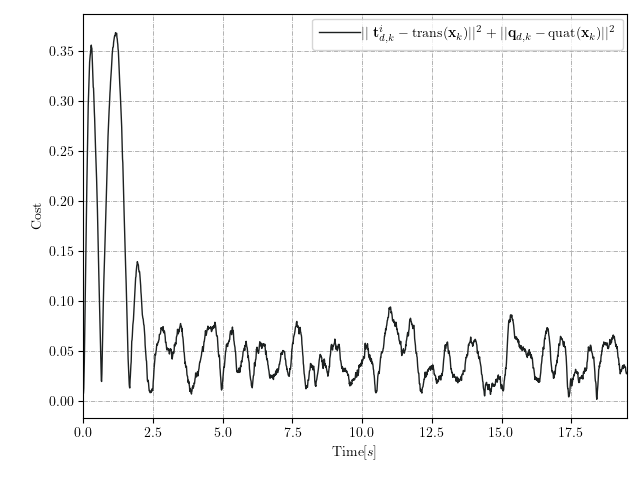 || t^i_{d,k} − trans(x_k)||^2 + ||q_{d,k} − quat(x_k)||^2
0.35
0.30
0.25
0.20
0.15
0.10
0.05
0.00
Cost
0.0 2.5 5.0 7.5 10.0 12.5 15.0 17.5
Time[s]